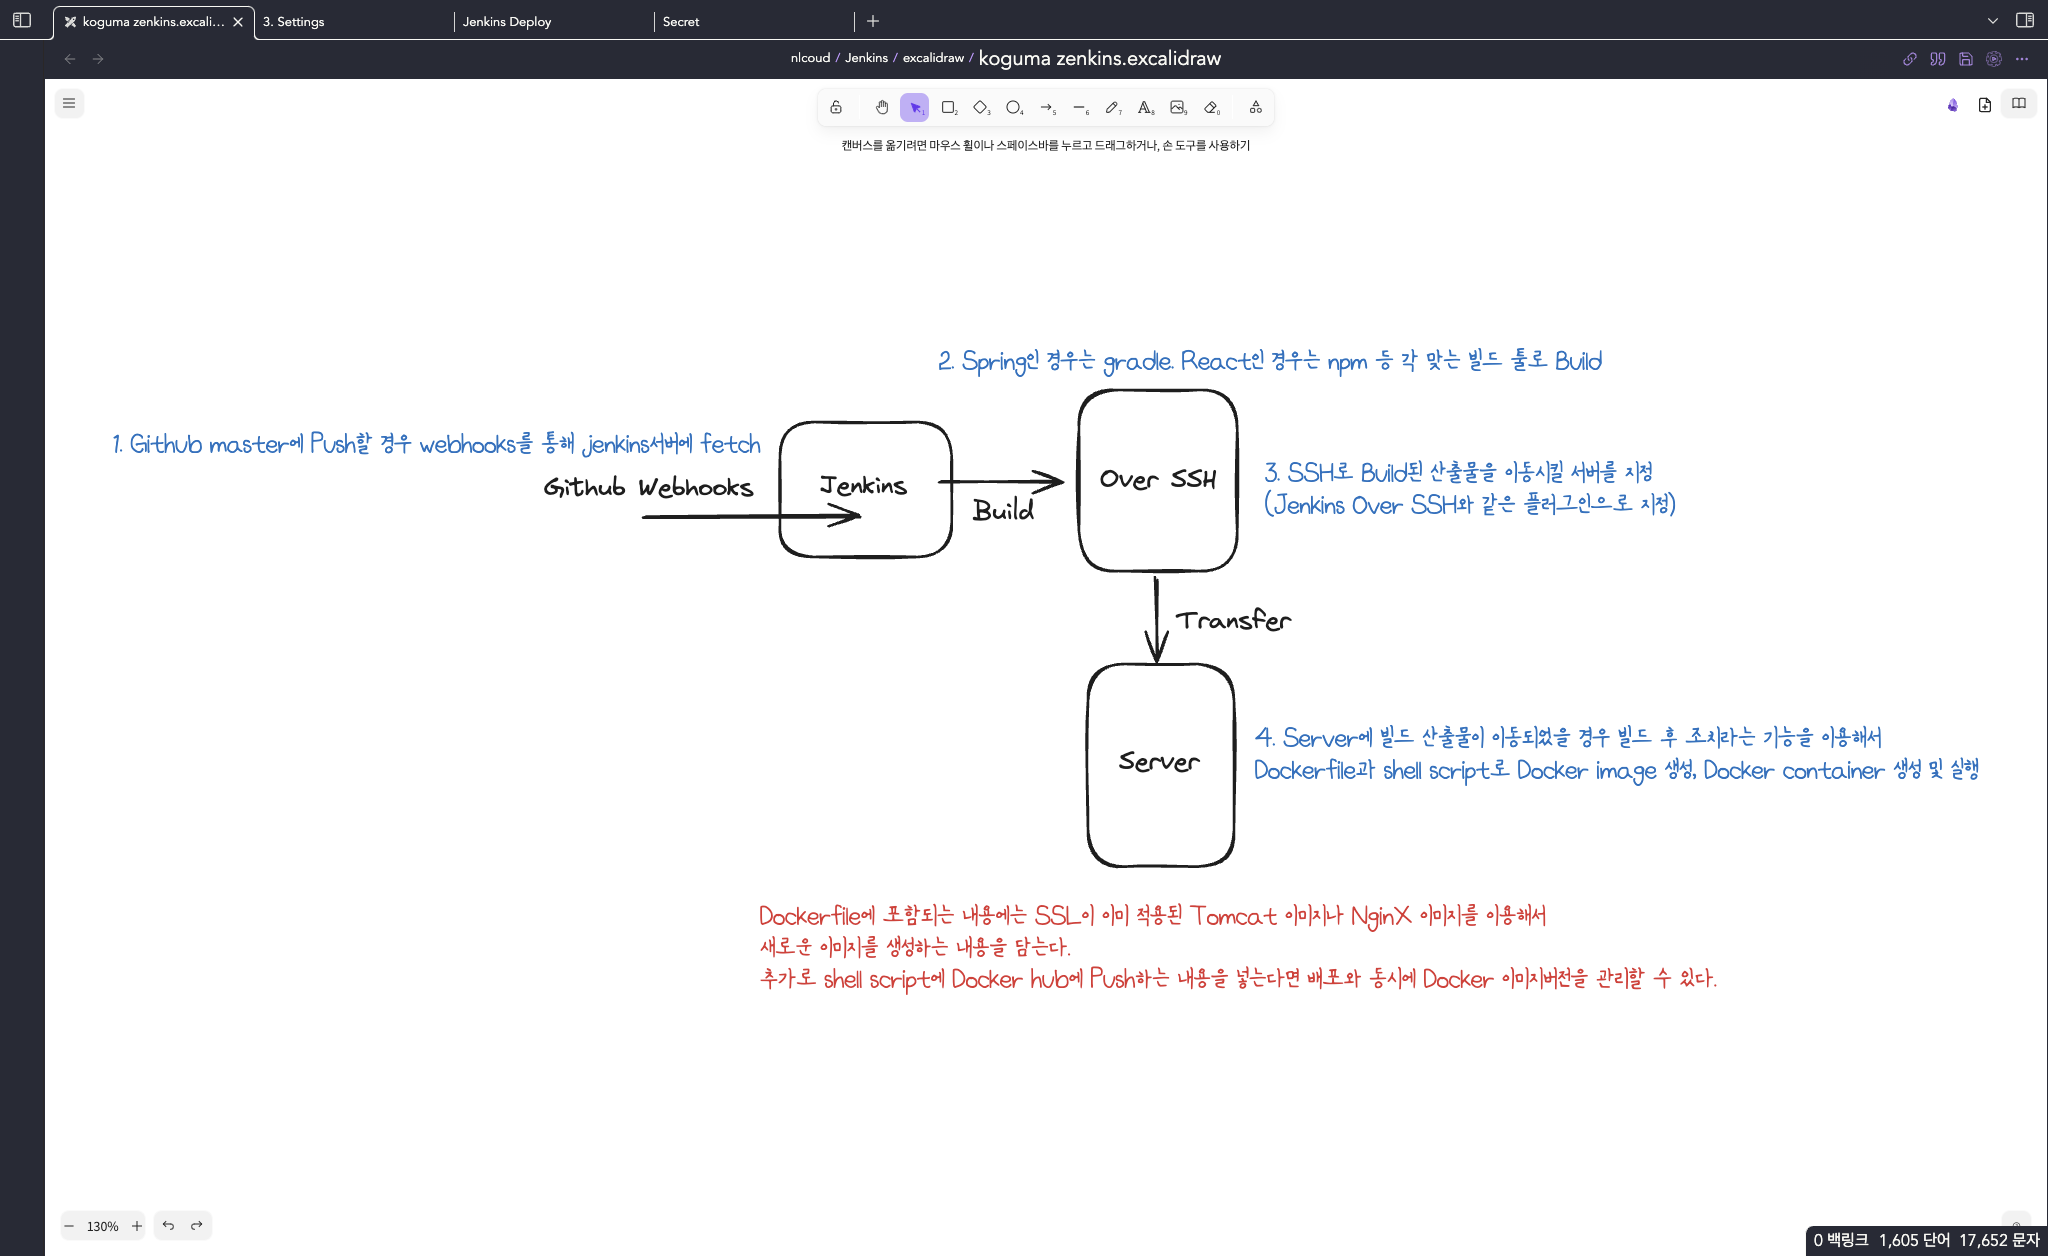 koguma zenkins.excali...
3. Settings
Jenkins Deploy
Secret
nlcoud / Jenkins / excalidraw / koguma zenkins.excalidraw
1
2
3
4
5
6
7
8
9
0
캔버스를 옮기려면 마우스 휠이나 스페이스바를 누르고 드래그하거나, 손 도구를 사용하기
2. Spring인 경우는 gradle. React인 경우는 npm 등 각 맞는 빌드 툴로 Build
1. Github master에 Push할 경우 webhooks를 통해 jenkins서버에 fetch
Github Webhooks
Jenkins
Build
Over SSH
3. SSH로 Build된 산출물을 이동시킬 서버를 지정
(Jenkins Over SSH와 같은 플러그인으로 지정)
Transfer
Server
4. Server에 빌드 산출물이 이동되었을 경우 빌드 후 조치라는 기능을 이용해서
Dockerfile과 shell script로 Docker image 생성, Docker container 생성 및 실행
Dockerfile에 포함되는 내용에는 SSL이 이미 적용된 Tomcat 이미지나 NginX 이미지를 이용해서
새로운 이미지를 생성하는 내용을 담는다.
추가로 shell script에 Docker hub에 Push하는 내용을 넣는다면 배포와 동시에 Docker 이미지버전을 관리할 수 있다.
130%
0 백링크 1,605 단어 17,652 문자